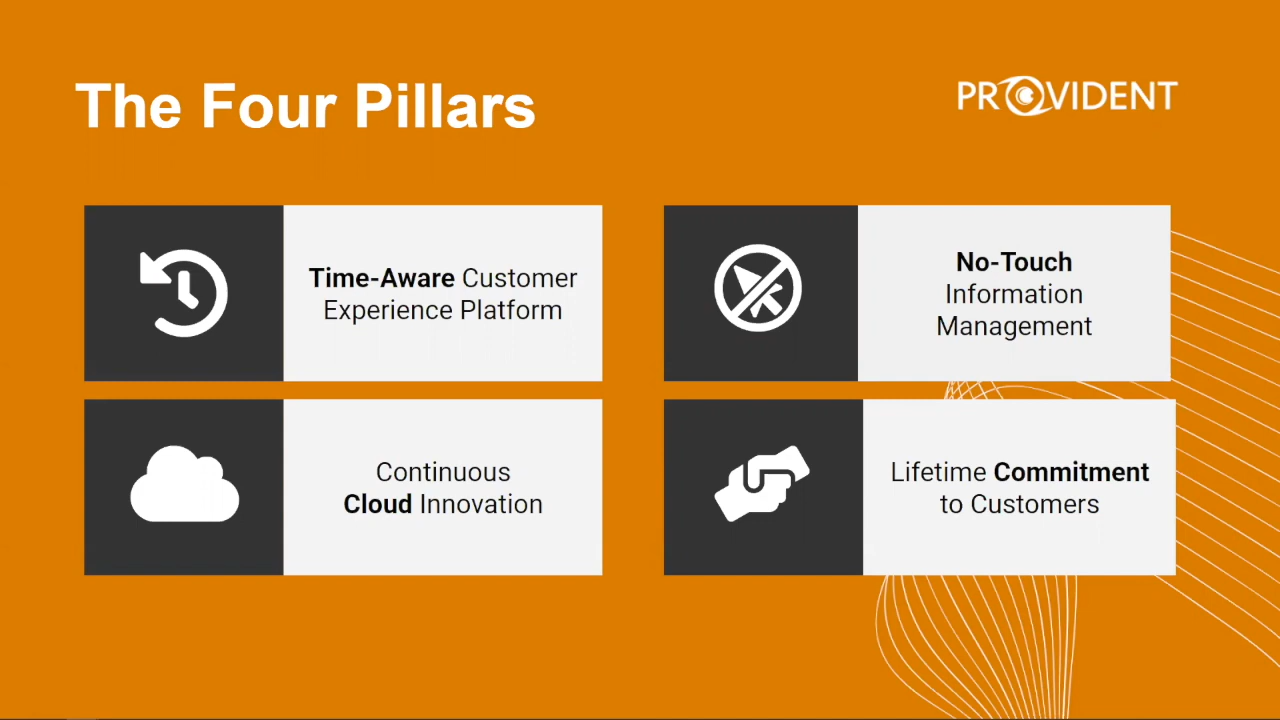 The Four Pillars
PROVIDENT
Time-Aware Customer
Experience Platform
No-Touch
Information
Management
Continuous
Cloud Innovation
Lifetime Commitment
to Customers